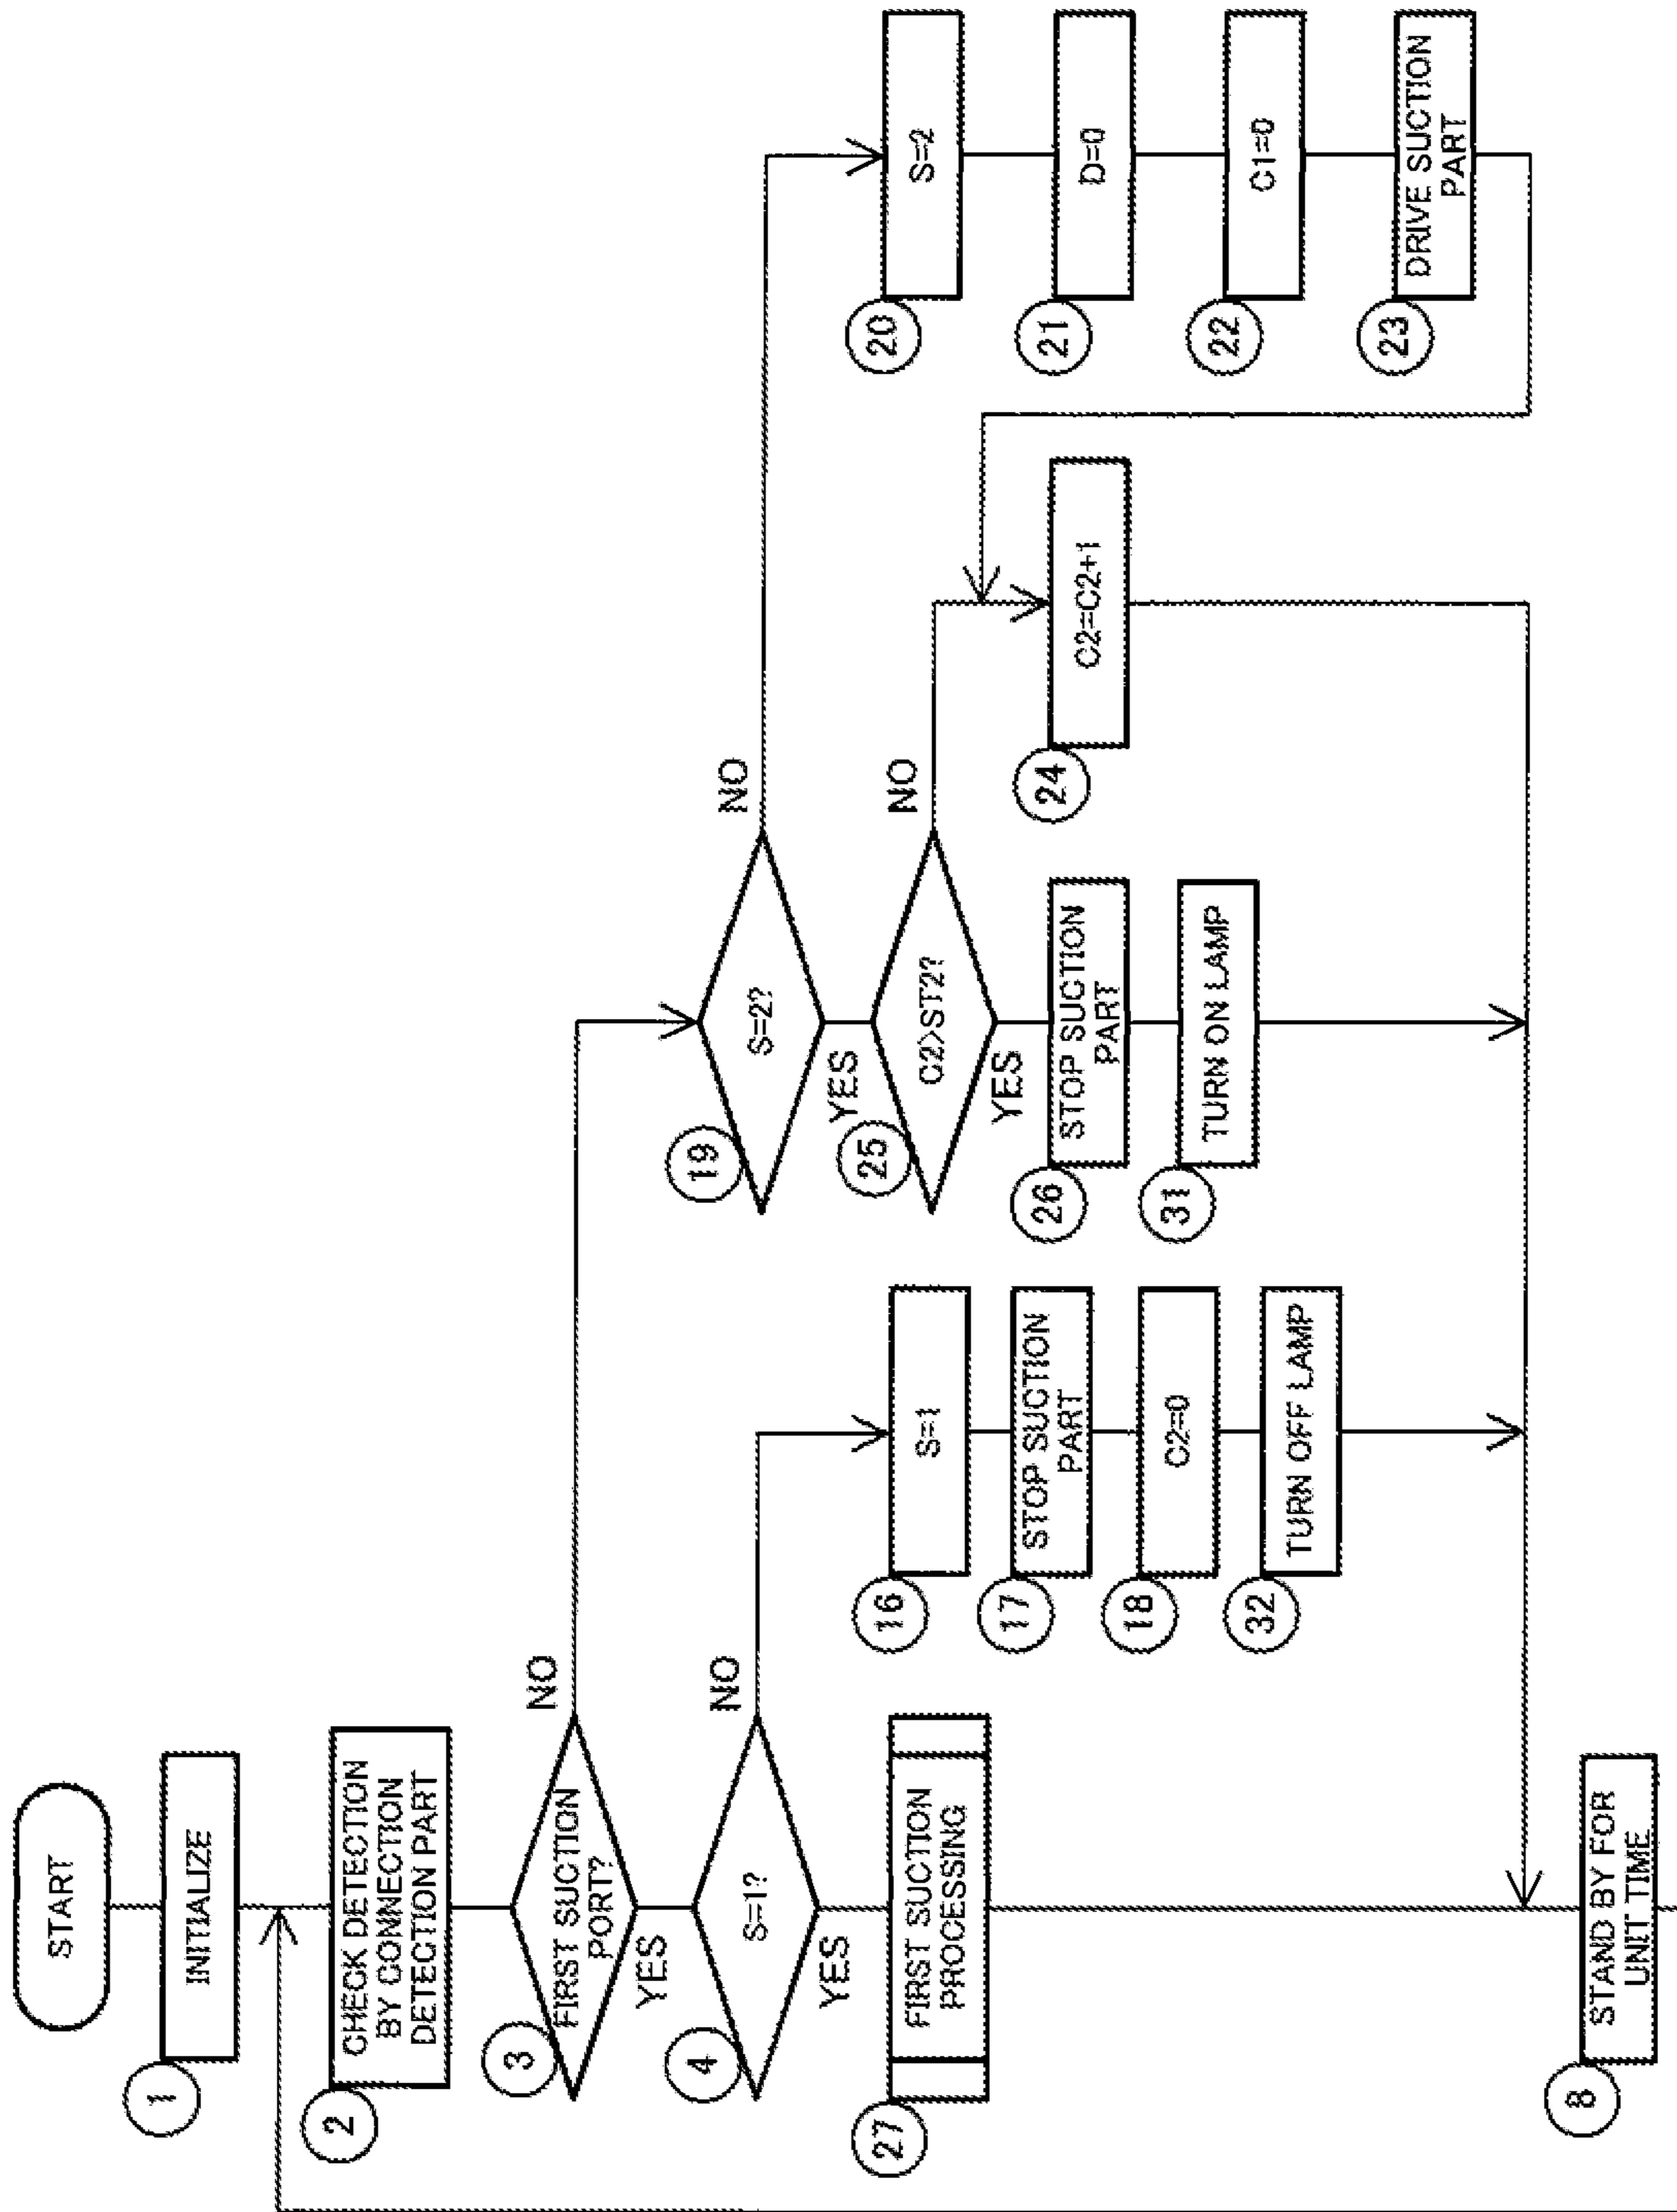 START
1
INITIALIZE
2
CHECK DETECTION
BY CONNECTION
DETECTION PART
3
FIRST SUCTION
PORT?
NO
YES
4
S=1?
NO
YES
27
FIRST SUCTION
PROCESSING
16
S=1
17
STOP SUCTION
PART
18
C2=0
32
TURN OFF LAMP
19
S=2?
NO
YES
25
C2>ST2?
NO
YES
26
STOP SUCTION
PART
31
TURN ON LAMP
24
C2=C2+1
20
S=2
21
D=0
22
C1=0
23
DRIVE SUCTION
PART
8
STAND BY FOR
UNIT TIME